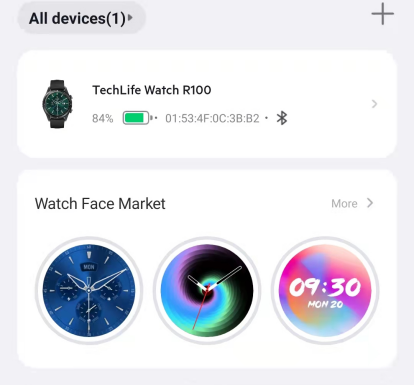 All devices(1)
TechLife Watch R100
84% • 01:53:4F:0C:3B:B2 •
Watch Face Market
More
MON
09:30
MON 20